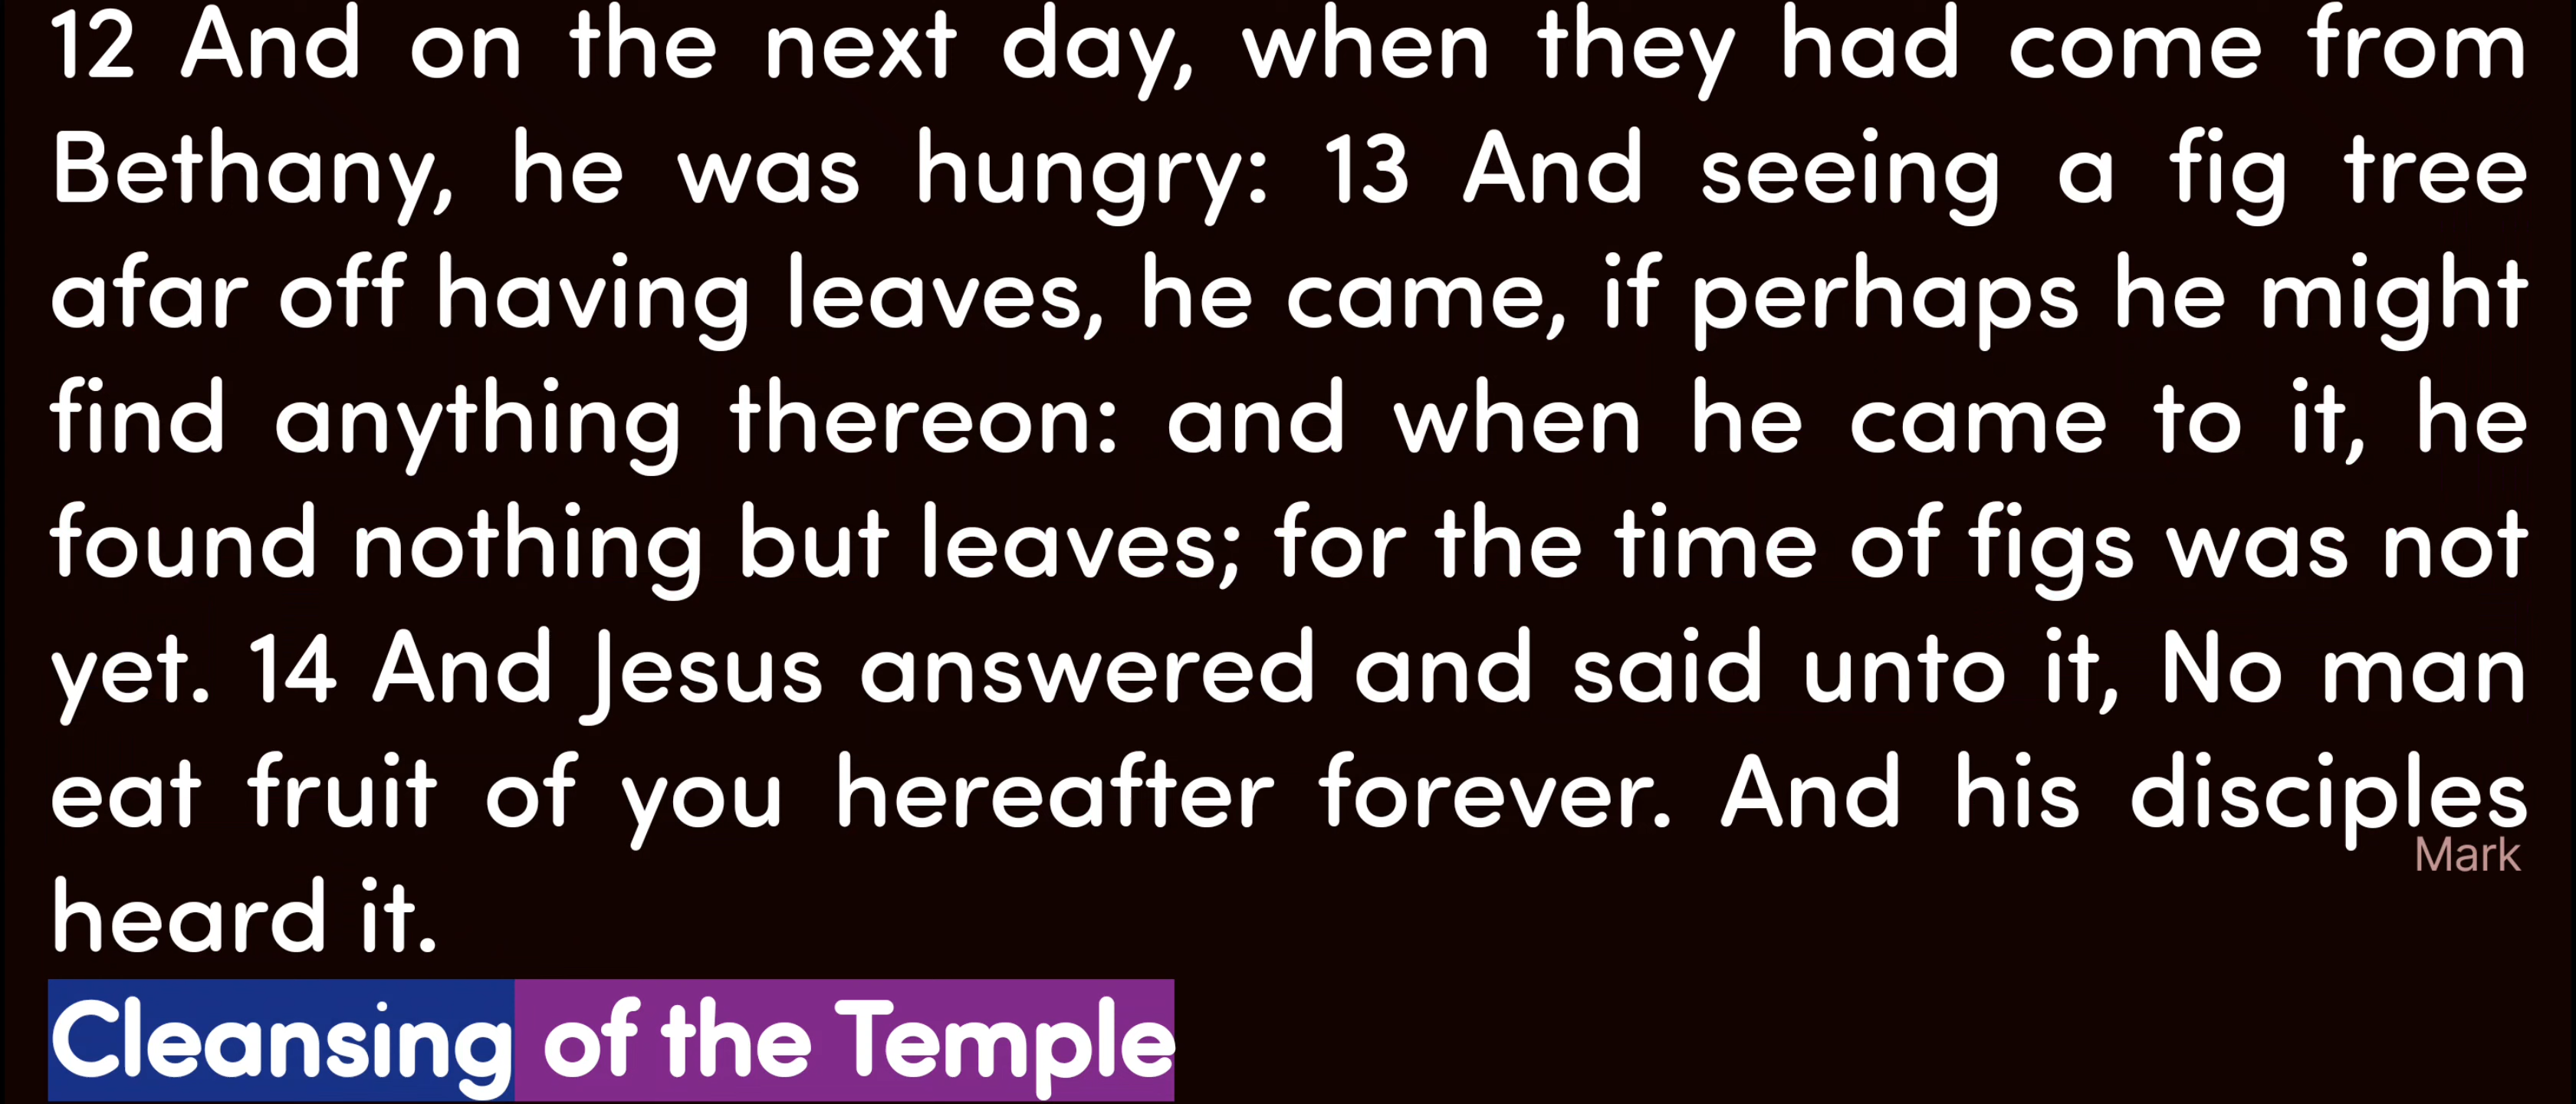 12 And on the next day, when they had come from
Bethany, he was hungry: 13 And seeing a fig tree
afar off having leaves, he came, if perhaps he might
find anything thereon: and when he came to it, he
found nothing but leaves; for the time of figs was not
yet. 14 And Jesus answered and said unto it, No man
eat fruit of you hereafter forever. And his disciples
Mark
heard it.
Cleansing of the Temple